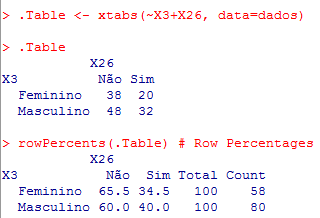 > .Table <- xtabs(~X3+X26, data=dados)
> .Table
X26
X3 Não Sim
Feminino 38 20
Masculino 48 32
> rowPercents(.Table) # Row Percentages
X26
X3 Não Sim Total Count
Feminino 65.5 34.5 100 58
Masculino 60.0 40.0 100 80